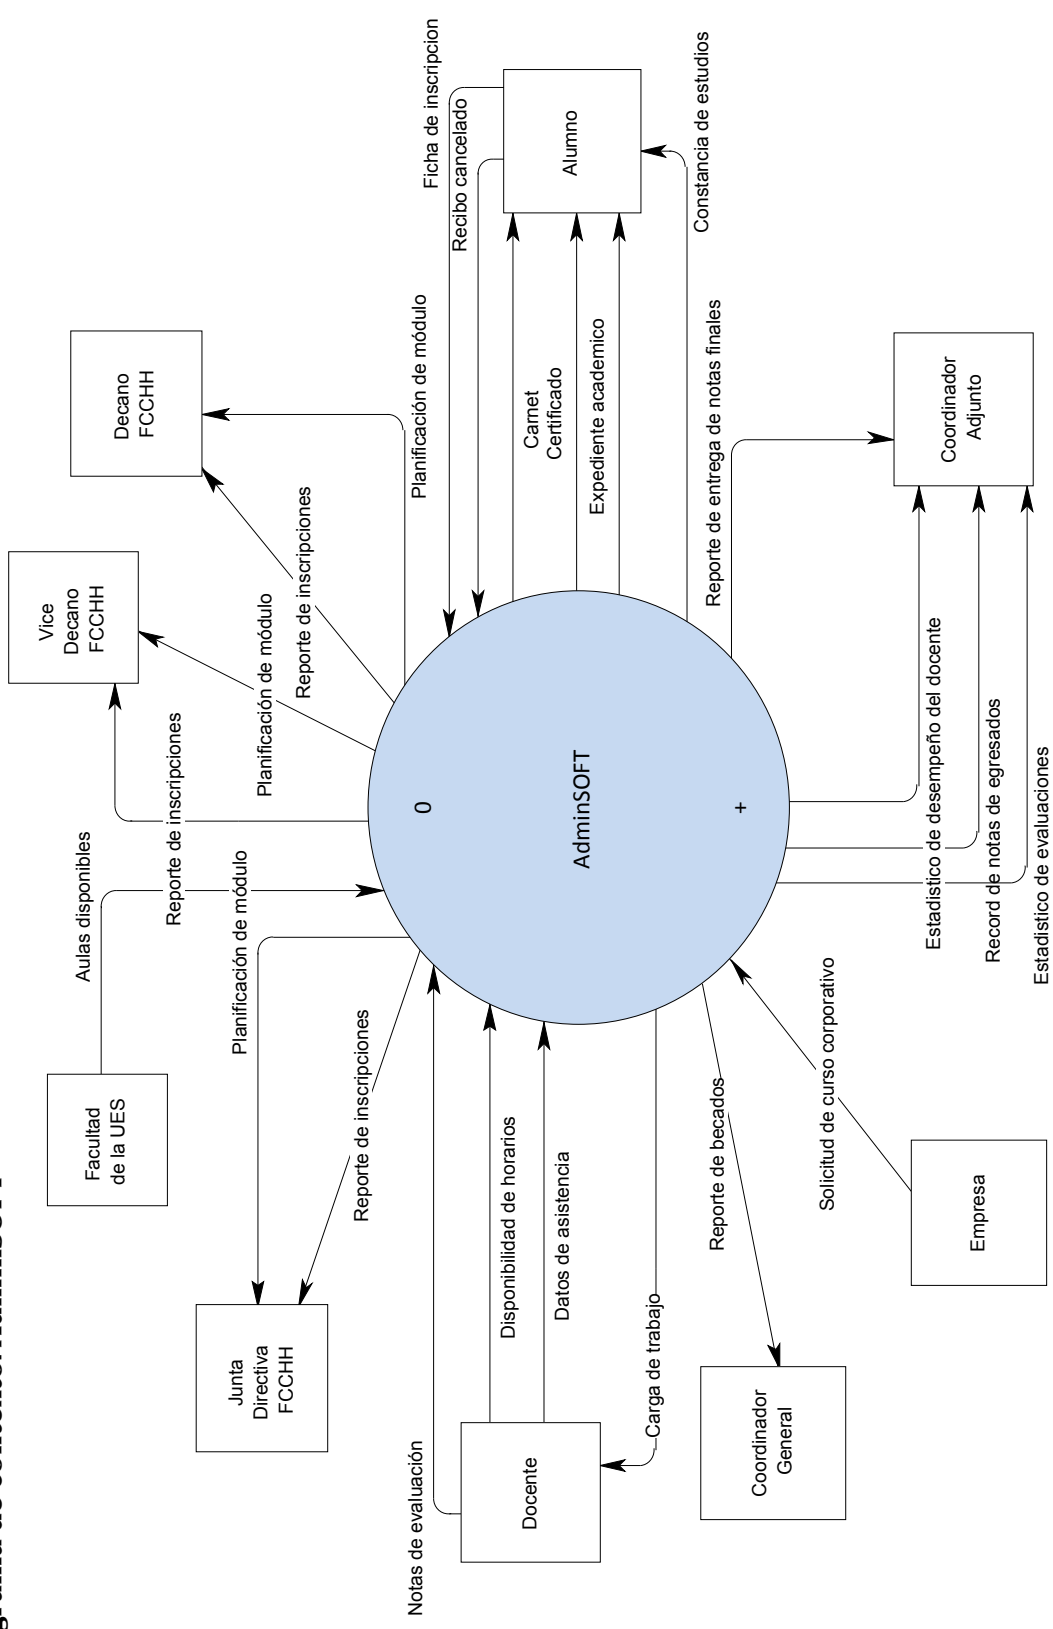 Vice
Decano
FCCHH
Aulas disponibles
Facultad
de la UES
Decano
FCCHH
Reporte de inscripciones
Junta
Directiva
FCCHH
Planificación de módulo
Planificación de módulo
Reporte de inscripciones
Reporte de inscripciones
Notas de evaluación
Planificación de módulo
Ficha de inscripcion
Recibo cancelado
0
AdminSOFT
+
Docente
Disponibilidad de horarios
Datos de asistencia
Carga de trabajo
Carnet
Certificado
Alumno
Expediente academico
Constancia de estudios
Reporte de entrega de notas finales
Reporte de becados
Coordinador
General
Solicitud de curso corporativo
Empresa
Estadistico de desempeño del docente
Coordinador
Adjunto
Record de notas de egresados
Estadistico de evaluaciones